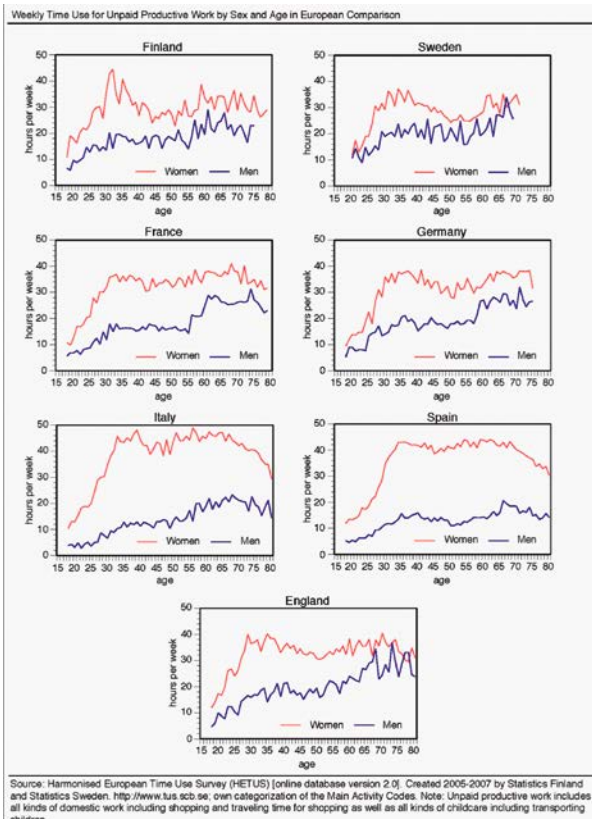 Weekly Time Use for Unpaid Productive Work by Sex and Age in European Comparison
Finland
hours per week
50
40
30
20
10
0
Women Men
15 25 35 45 55 60 65 70 75 80
age
Sweden
hours per week
50
40
30
20
10
0
Women Men
15 20 25 30 35 40 45 50 55 60 65 70 75 80
age
France
hours per week
50
40
30
20
10
0
Women Men
15 20 25 30 35 40 45 50 55 60 65 70 75 80
age
Germany
hours per week
50
40
30
20
10
0
Women Men
15 20 25 30 35 40 45 50 55 60 65 70 75 80
age
Italy
hours per week
50
40
30
20
10
0
Women Men
15 20 25 30 35 40 45 50 55 60 65 70 75 80
age
Spain
hours per week
50
40
30
20
10
0
Women Men
15 20 25 30 35 40 45 50 55 60 65 70 75 80
age
England
hours per week
50
40
30
20
10
0
Women Men
15 20 25 30 35 40 45 50 55 60 65 70 75 80
age
Source: Harmonised European Time Use Survey (HETUS) [online database version 2.0]. Created 2005-2007 by Statistics Finland
and Statistics Sweden. http://www.tus.scb.se; own categorization of the Main Activity Codes. Note: Unpaid productive work includes
all kinds of domestic work including shopping and traveling time for shopping as well as all kinds of childcare including transporting